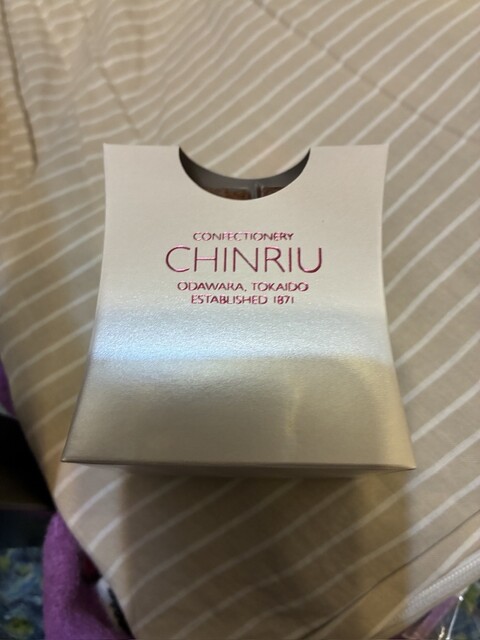 CONFECTIONERY
CHINRIU
ODAWARA, TOKAIDO
ESTABLISHED 1871